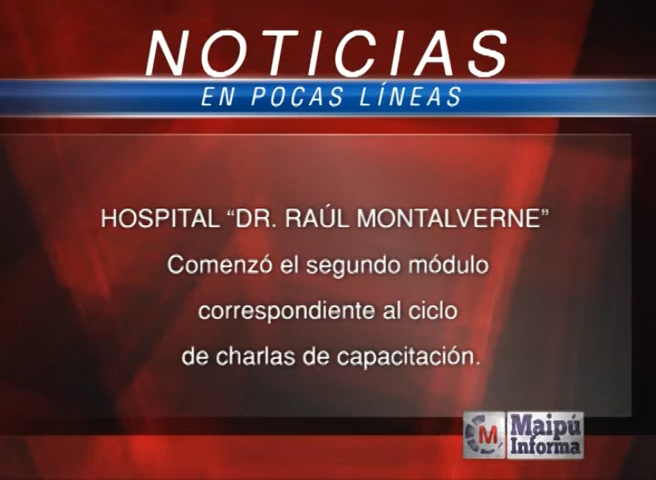 NOTICIAS
EN POCAS LÍNEAS
HOSPITAL “DR. RAÚL MONTALVERNE”
Comenzó el segundo módulo
correspondiente al ciclo
de charlas de capacitación.
M
Maipú
Informa